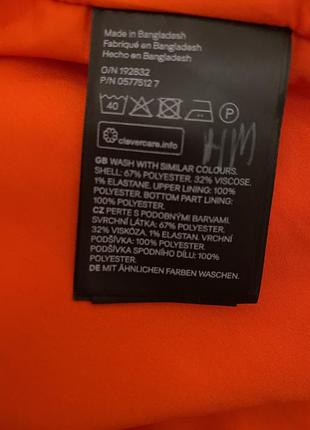 Made in Bangladesh
Fabriqué en Bangladesh
Hecho en Bangladesh
O/N 192832
P/N 0577512 7
40 P
clevercare.info
HM
GB WASH WITH SIMILAR COLOURS.
SHELL: 67% POLYESTER. 32% VISCOSE.
1% ELASTANE. UPPER LINING: 100%
POLYESTER. BOTTOM PART LINING:
100% POLYESTER
CZ PERTE S PODOBNÝMI BARVAMI.
SVRCHNÍ LÁTKA: 67% POLYESTER.
32% VISKÓZA. 1% ELASTAN. VRCHNÍ
PODŠÍVKA: 100% POLYESTER.
PODŠÍVKA SPODNÍHO DÍLU: 100%
POLYESTER
DE MIT ÄHNLICHEN FARBEN WASCHEN.